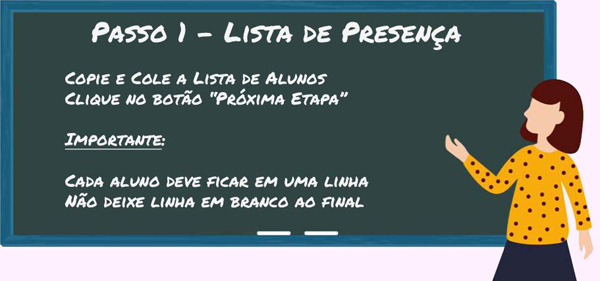 Passo 1 - Lista de Presença
Copie e Cole a Lista de Alunos
Clique no botão "Próxima Etapa"
Importante:
Cada aluno deve ficar em uma linha
Não deixe linha em branco ao final